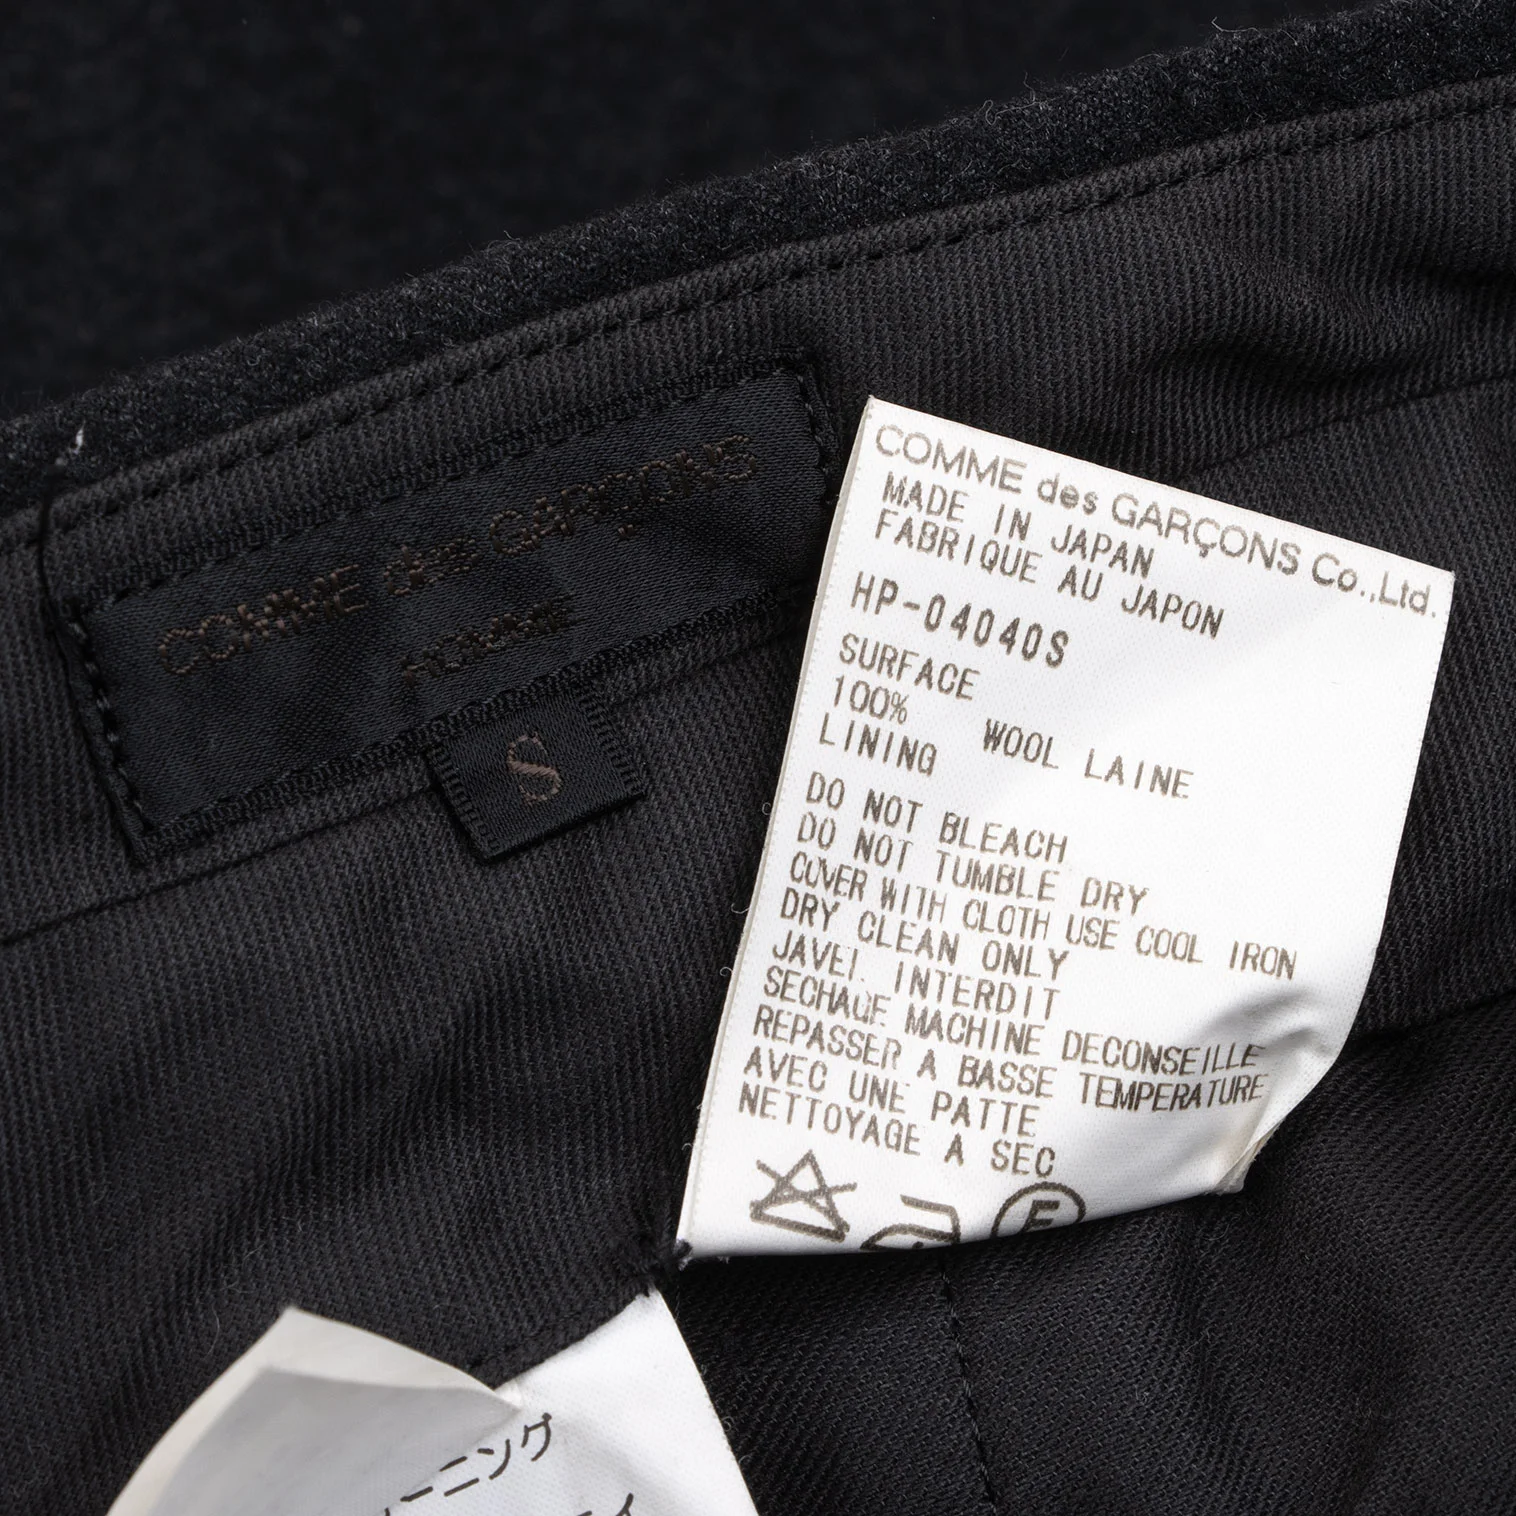 COMME des GARÇONS
HOMME
S
COMME des GARÇONS Co.,Ltd.
MADE IN JAPAN
FABRIQUE AU JAPON
HP-04040S
SURFACE
100% WOOL LAINE
LINING
DO NOT BLEACH
DO NOT TUMBLE DRY
COVER WITH CLOTH USE COOL IRON
DRY CLEAN ONLY
JAVEL INTERDIT
SECHAGE MACHINE DECONSEILLE
REPASSER A BASSE TEMPERATURE
AVEC UNE PATTE
NETTOYAGE A SEC
F
ーニング